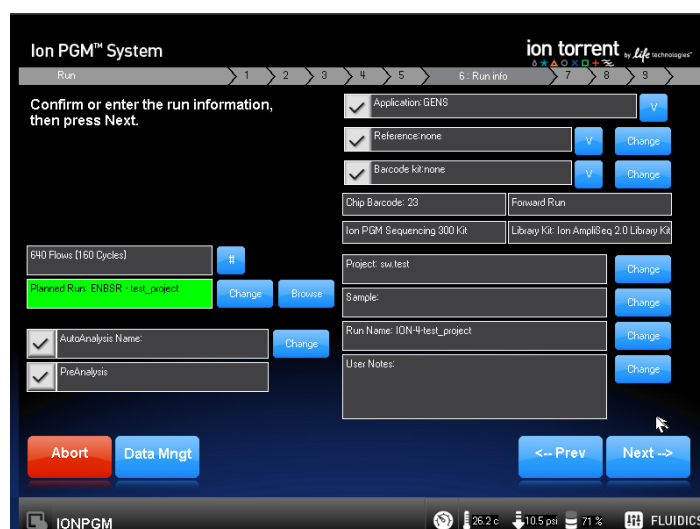 Ion PGM™ System
ion torrent by life technologies™
Run 1 2 3 4 5 6 : Run info 7 8 9
Confirm or enter the run information,
then press Next.
Application: GENS
V
Reference:none
V
Change
Barcode kit:none
V
Change
Chip Barcode: 23
Forward Run
Ion PGM Sequencing 300 Kit
Library Kit: Ion AmpliSeq 2.0 Library Kit
640 Flows (160 Cycles)
#
Planned Run: ENBSR - test_project
Change
Browse
Project: sw.test
Change
Sample:
Change
AutoAnalysis Name:
Change
Run Name: ION-4-test_project
Change
PreAnalysis
User Notes:
Change
Abort
Data Mngt
<-- Prev
Next -->
IONPGM
26.2 c
10.5 psi
71 %
FLUIDICS